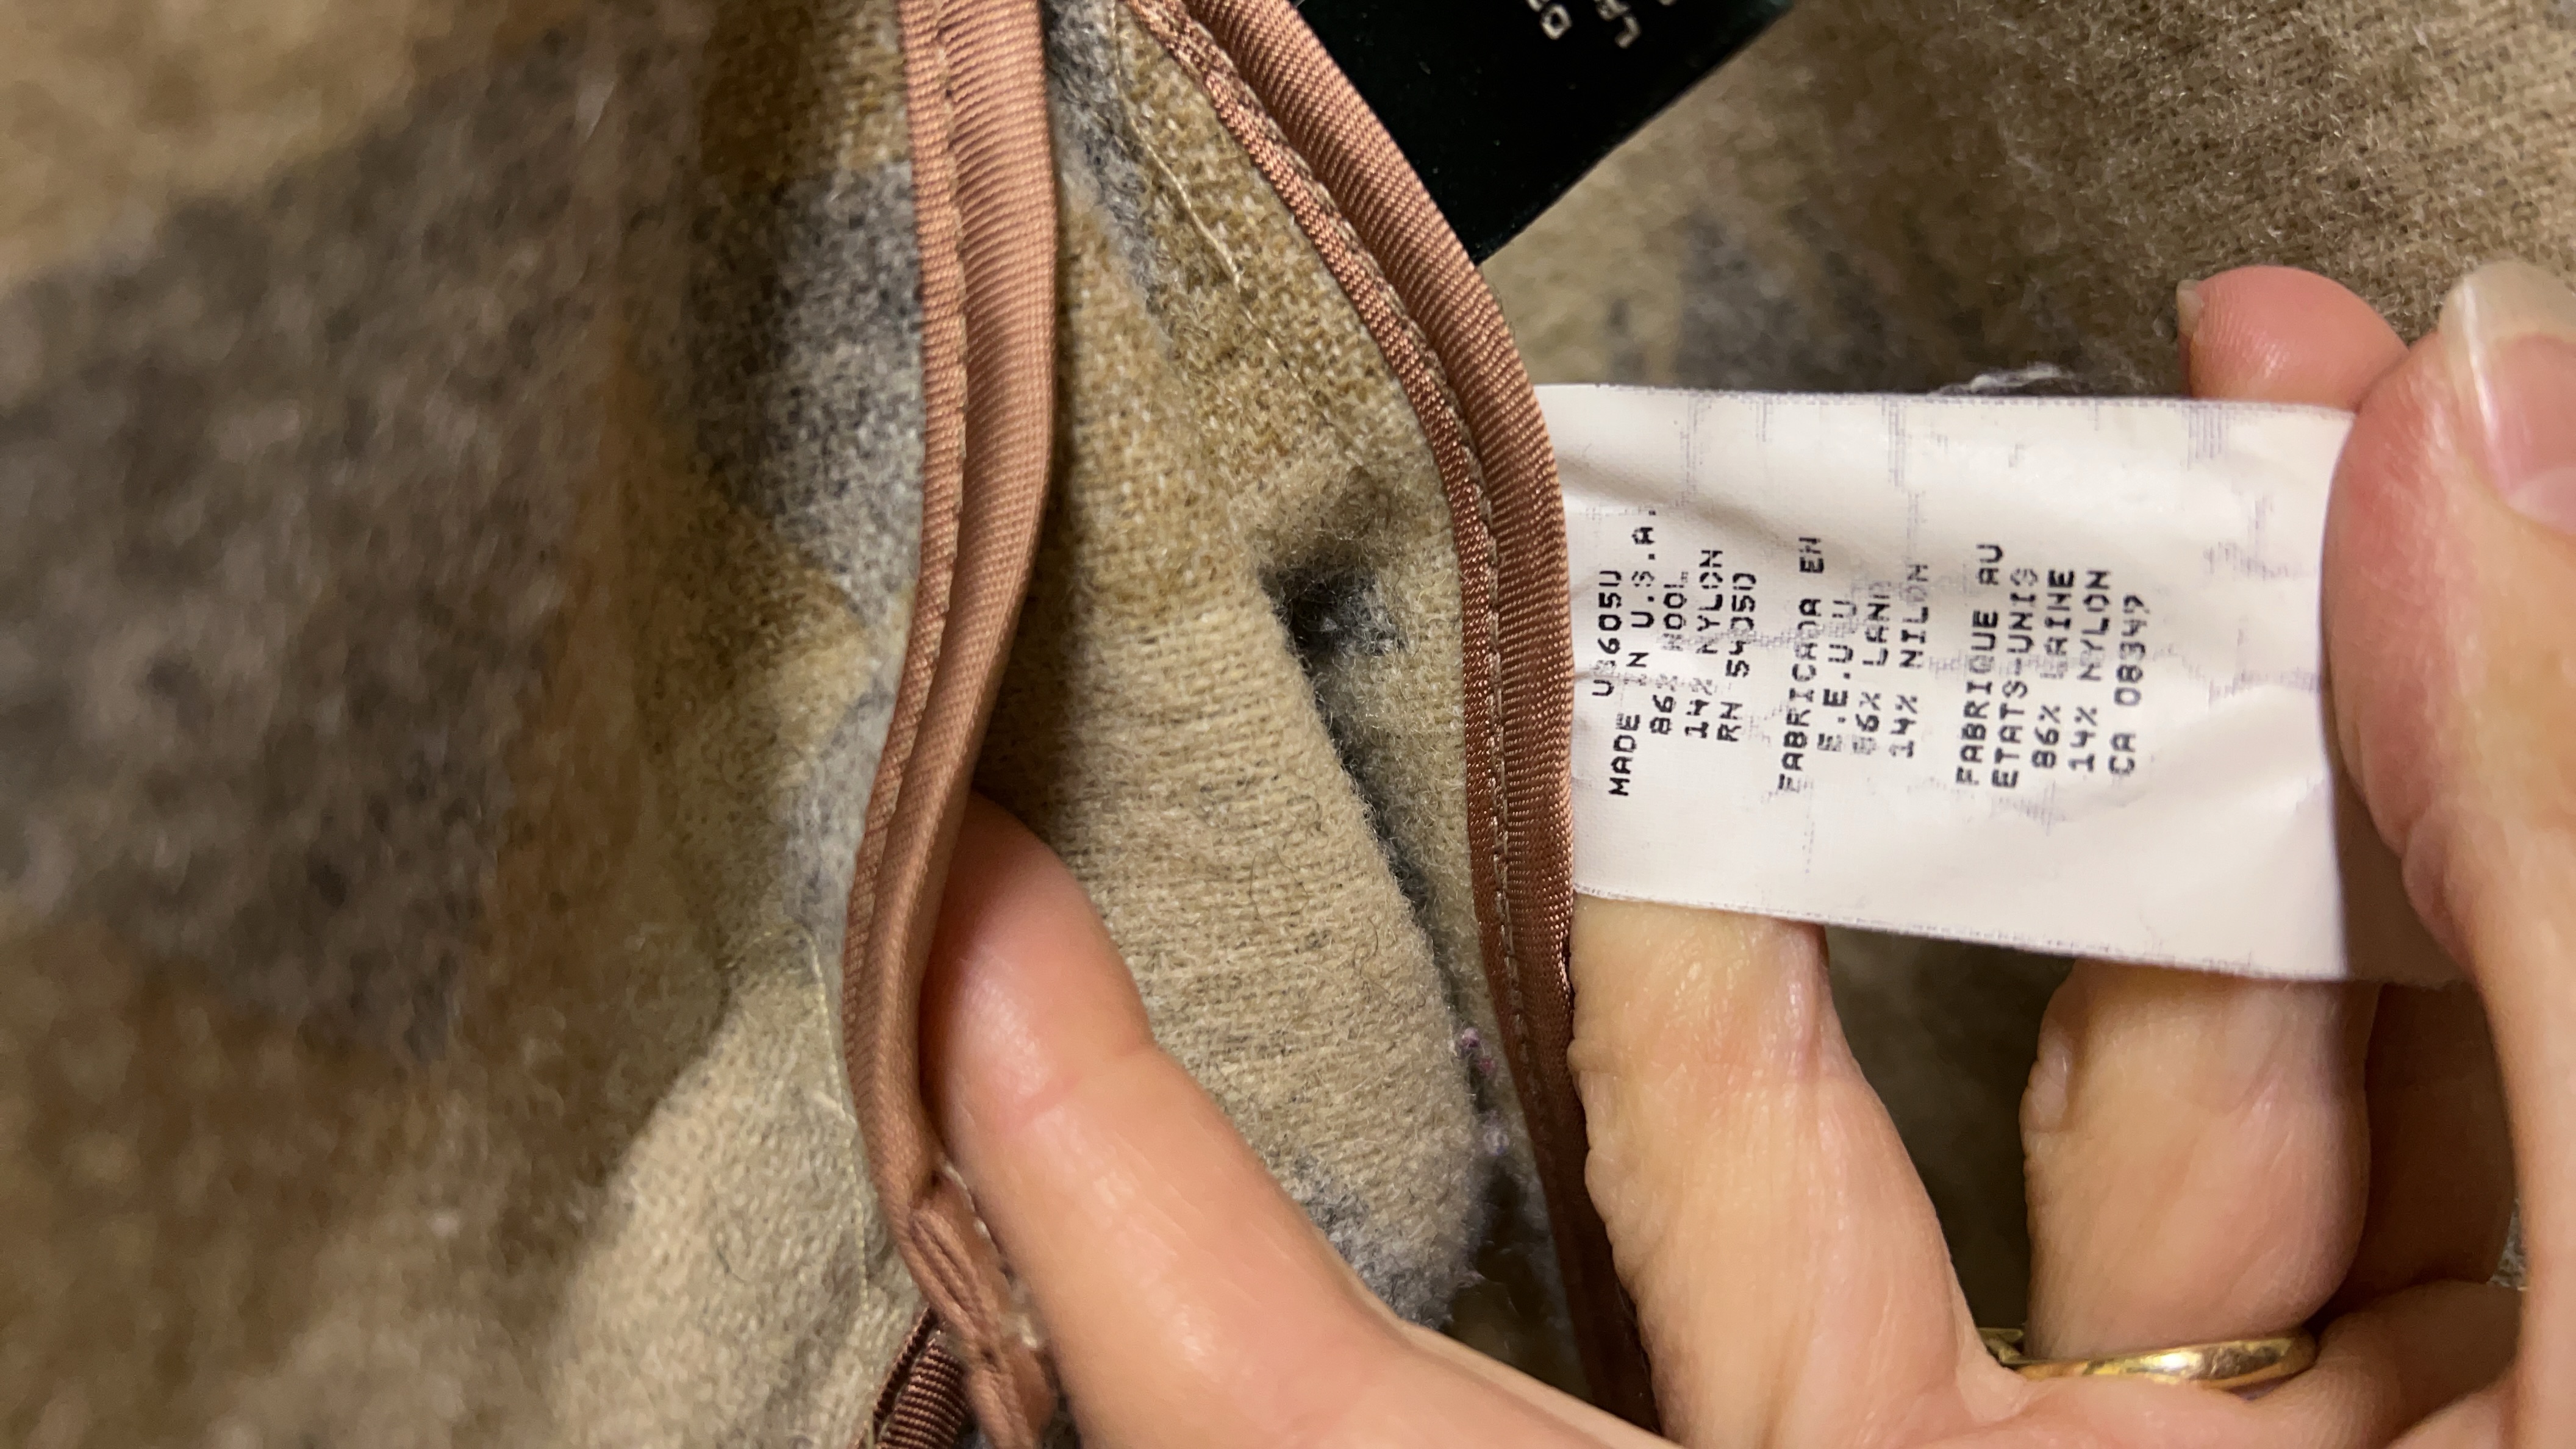 U8605U
MADE IN U.S.A.
86% WOOL
14% NYLON
RN 54050
FABRICADA EN
E.E.U.U
86% LANA
14% NILON
FABRIQUE AU
ETATS-UNIS
86% LAINE
14% NYLON
CA 08347